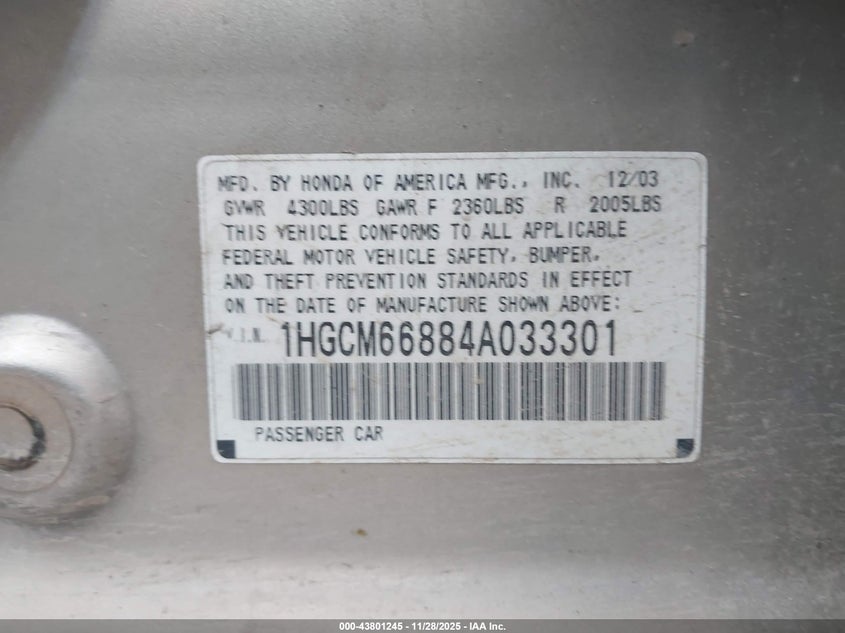 MFD. BY HONDA OF AMERICA MFG., INC. 12/03
GVWR 4300LBS GAWR F 2360LBS R 2005LBS
THIS VEHICLE CONFORMS TO ALL APPLICABLE
FEDERAL MOTOR VEHICLE SAFETY, BUMPER,
AND THEFT PREVENTION STANDARDS IN EFFECT
ON THE DATE OF MANUFACTURE SHOWN ABOVE:
V.I.N. 1HGCM66884A033301
PASSENGER CAR
000-43801245 - 11/28/2025 - IAA Inc.